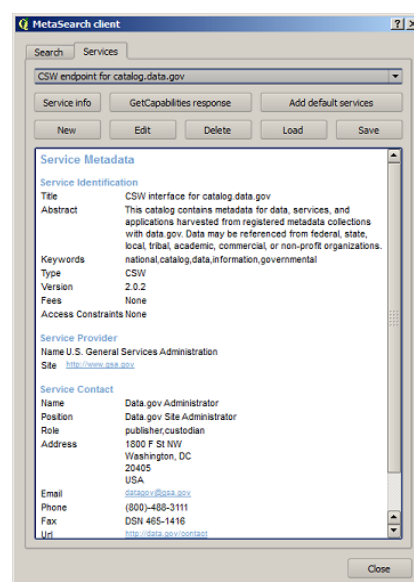 MetaSearch client
Search Services
CSW endpoint for catalog.data.gov
Service info GetCapabilities response Add default services
New Edit Delete Load Save
Service Metadata
Service Identification
Title CSW interface for catalog.data.gov
Abstract This catalog contains metadata for data, services, and
applications harvested from registered metadata collections
with data.gov. Data may be referenced from federal, state,
local, tribal, academic, commercial, or non-profit organizations.
Keywords national,catalog,data,information,governmental
Type CSW
Version 2.0.2
Fees None
Access Constraints None
Service Provider
Name U.S. General Services Administration
Site http://www.gsa.gov
Service Contact
Name Data.gov Administrator
Position Data.gov Site Administrator
Role publisher,custodian
Address 1800 F St NW
Washington, DC
20405
USA
Email datagov@gsa.gov
Phone (800)-488-3111
Fax DSN 465-1416
Url http://data.gov/contact
Close